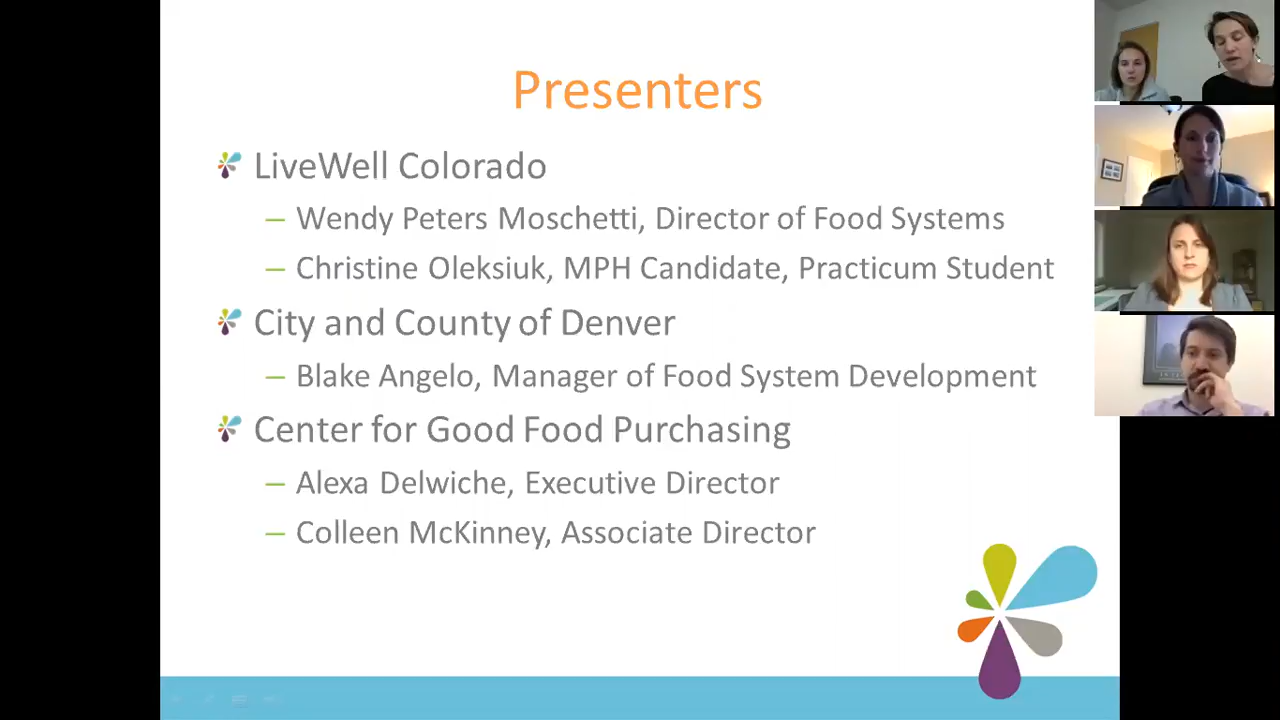 Presenters
LiveWell Colorado
– Wendy Peters Moschetti, Director of Food Systems
– Christine Oleksiuk, MPH Candidate, Practicum Student
City and County of Denver
– Blake Angelo, Manager of Food System Development
Center for Good Food Purchasing
– Alexa Delwiche, Executive Director
– Colleen McKinney, Associate Director